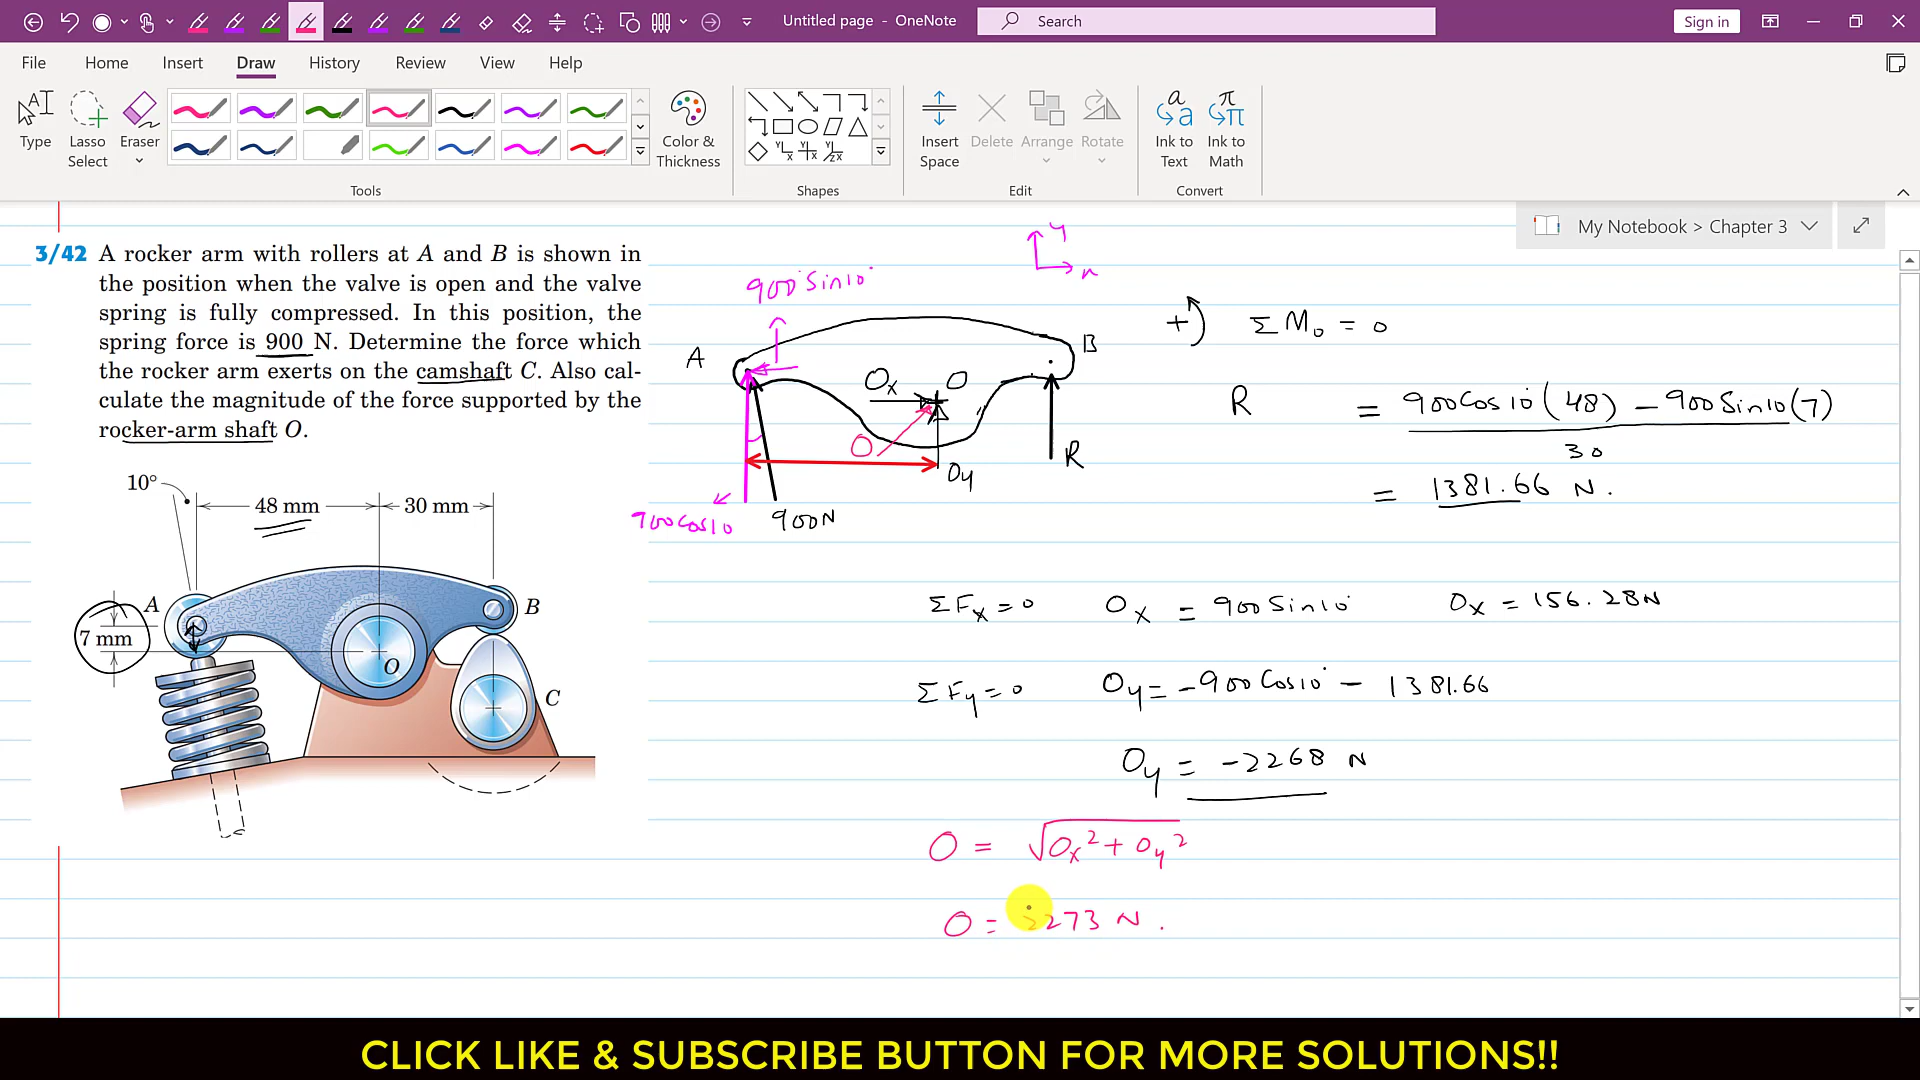 Untitled page - OneNote
Search
Sign in
File Home Insert Draw History Review View Help
Type
Lasso Select
Eraser
Color & Thickness
Insert Space
Delete
Arrange
Rotate
Ink to Text
Ink to Math
Tools
Shapes
Edit
Convert
My Notebook > Chapter 3
3/42 A rocker arm with rollers at A and B is shown in
the position when the valve is open and the valve
spring is fully compressed. In this position, the
spring force is 900 N. Determine the force which
the rocker arm exerts on the camshaft C. Also cal-
culate the magnitude of the force supported by the
rocker-arm shaft O.
10°
48 mm
30 mm
A
B
7 mm
O
C
y
x
900 Sin10°
A
B
Ox
O
O
Oy
R
900Cos10
900N
+) ΣMo = 0
R = 900Cos10°(48) - 900Sin10(7)
30
= 1381.66 N.
ΣFx = 0 Ox = 900Sin10° Ox = 156.28N
ΣFy = 0 Oy = -900Cos10° - 1381.66
Oy = -2268 N
O = √Ox² + Oy²
O = 2273 N.
CLICK LIKE & SUBSCRIBE BUTTON FOR MORE SOLUTIONS!!